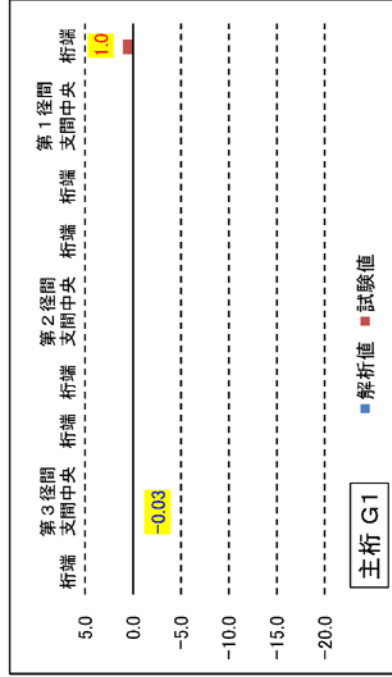 桁端
第３径間
支間中央
桁端
桁端
第２径間
支間中央
桁端
桁端
第１径間
支間中央
桁端
5.0
0.0
-5.0
-10.0
-15.0
-20.0
-0.03
1.0
主桁 G1
■解析値 ■試験値